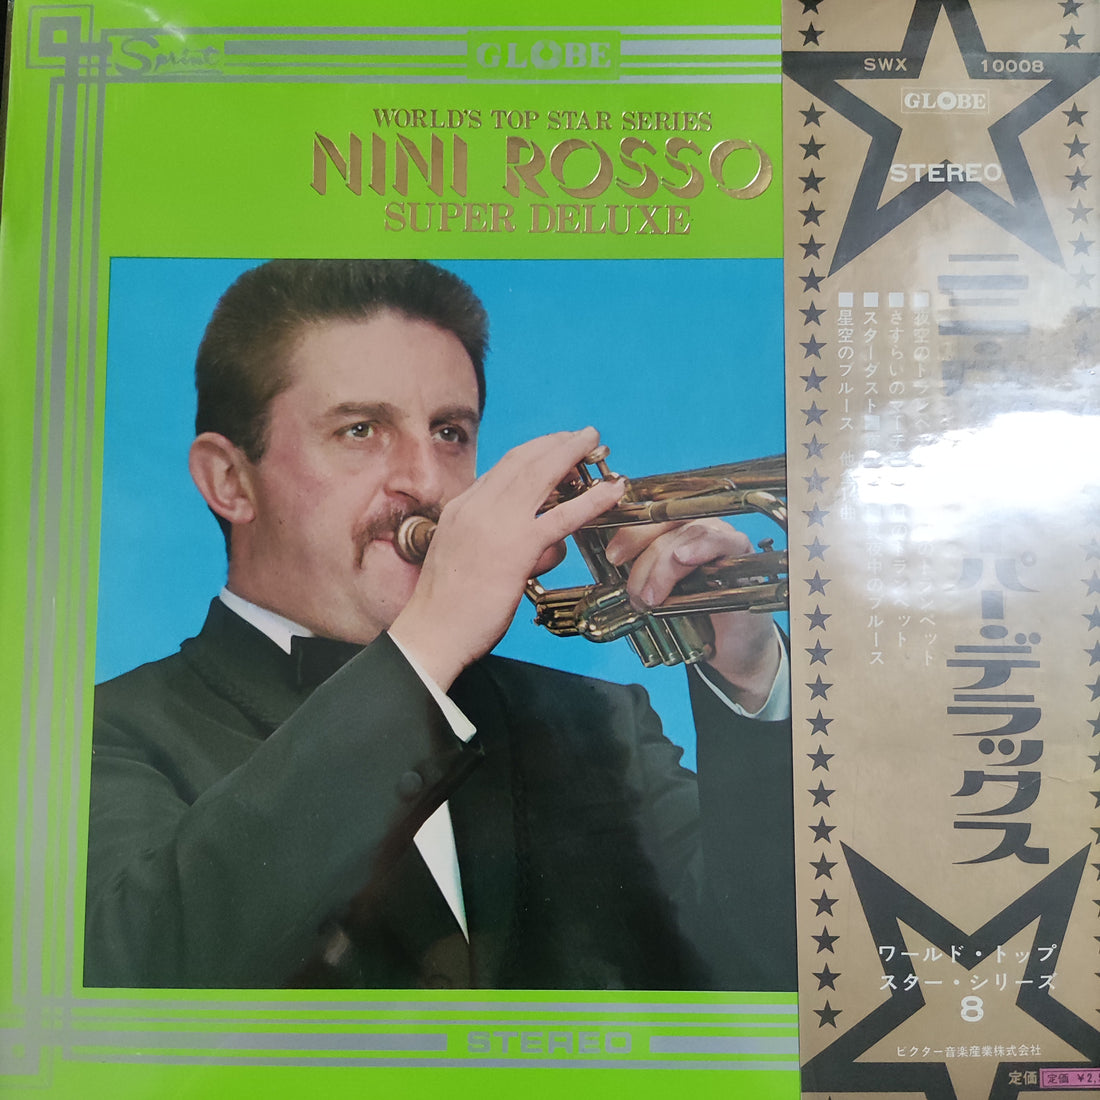 Sprint
GLOBE
WORLD'S TOP STAR SERIES
NINI ROSSO
SUPER DELUXE
STEREO
SWX 10008
GLOBE
STEREO
パー・デラックス
■夜空のトランペット
■さすらいのマーチ
トランペット
■スターダスト
真夜中のブルース
■星空のブルース 他
ワールド・トップ
スター・シリーズ
8
ビクター音楽産業株式会社
定価 定価 ¥2,